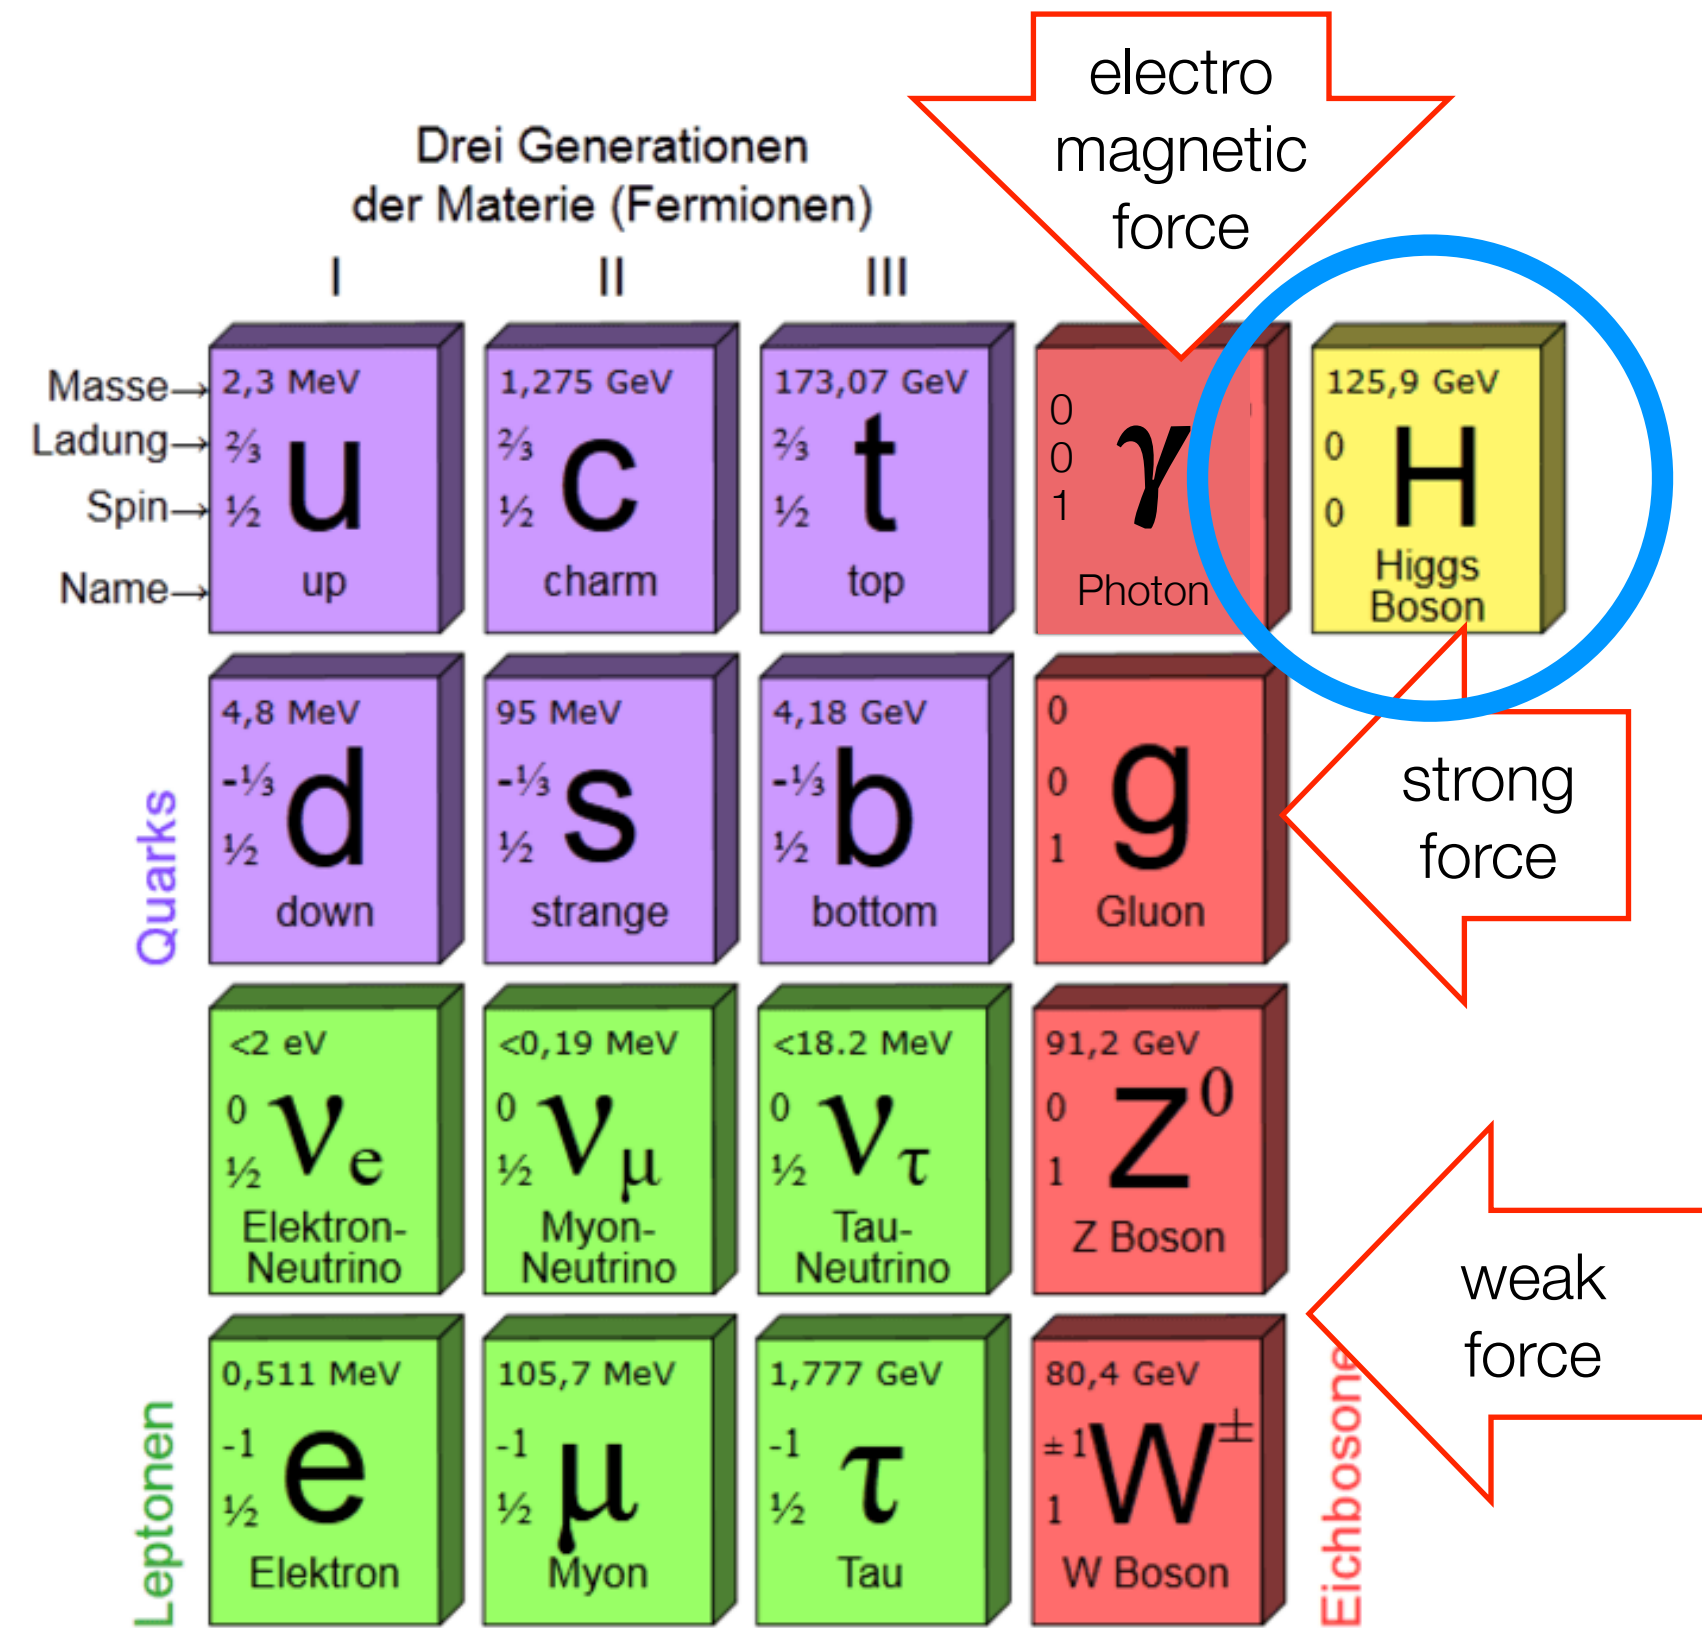 electro
magnetic
force
Drei Generationen
der Materie (Fermionen)
I
II
III
Masse→
Ladung→
Spin→
Name→
2,3 MeV
⅔
½
u
up
1,275 GeV
⅔
½
c
charm
173,07 GeV
⅔
½
t
top
0
0
1
γ
Photon
125,9 GeV
0
0
H
Higgs
Boson
Quarks
4,8 MeV
-⅓
½
d
down
95 MeV
-⅓
½
s
strange
4,18 GeV
-⅓
½
b
bottom
0
0
1
g
Gluon
strong
force
<2 eV
0
½
νe
Elektron-
Neutrino
<0,19 MeV
0
½
νμ
Myon-
Neutrino
<18.2 MeV
0
½
ντ
Tau-
Neutrino
91,2 GeV
0
1
Z⁰
Z Boson
weak
force
Leptonen
0,511 MeV
-1
½
e
Elektron
105,7 MeV
-1
½
μ
Myon
1,777 GeV
-1
½
τ
Tau
80,4 GeV
±1
1
W±
W Boson
Eichbosone